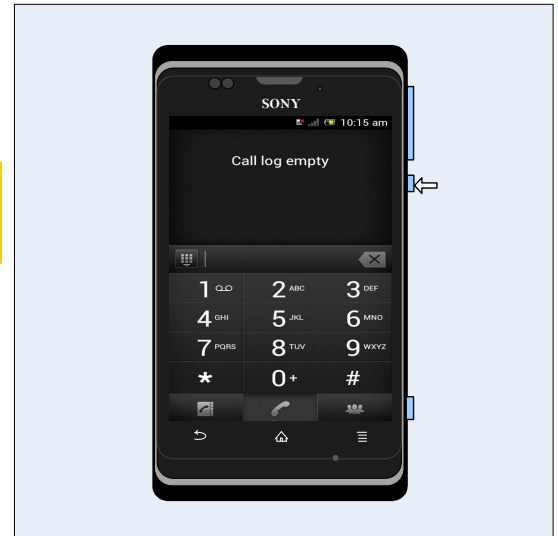 SONY
10:15 am
Call log empty
1 2 ABC 3 DEF
4 GHI 5 JKL 6 MNO
7 PQRS 8 TUV 9 WXYZ
* 0 + #